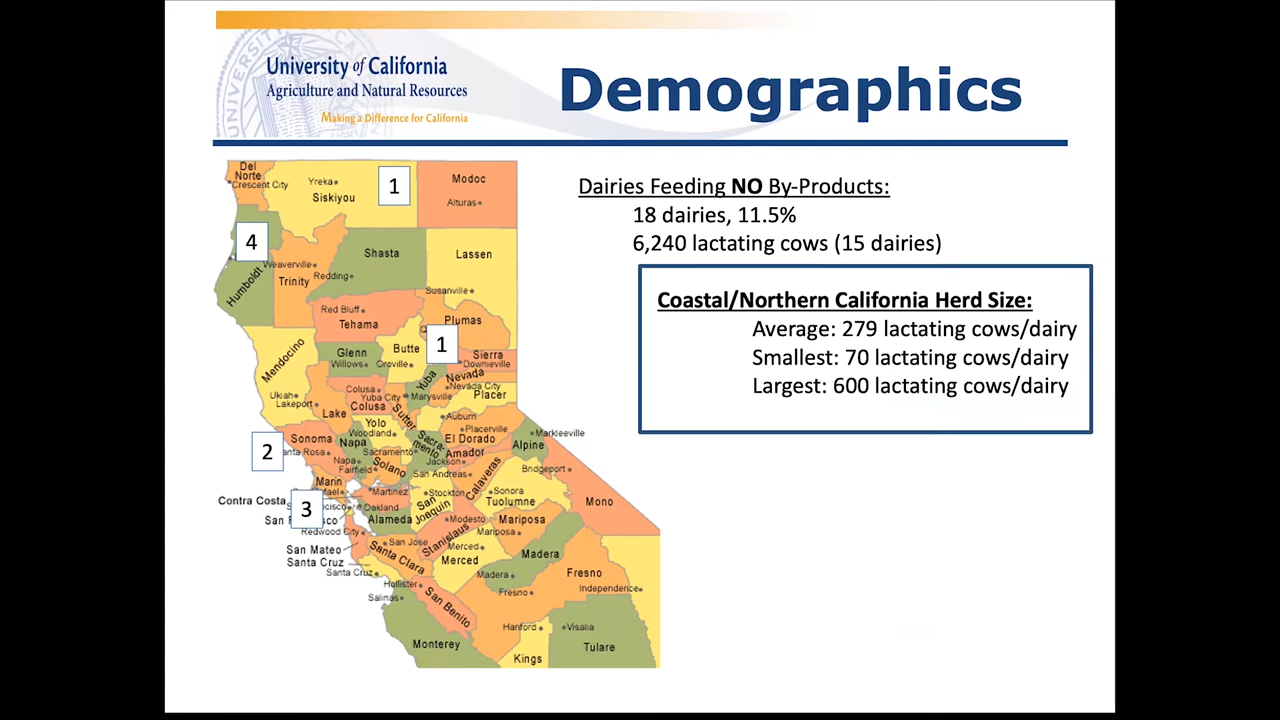 University of California
Agriculture and Natural Resources
Making a Difference for California
Demographics
Dairies Feeding NO By-Products:
18 dairies, 11.5%
6,240 lactating cows (15 dairies)
Coastal/Northern California Herd Size:
Average: 279 lactating cows/dairy
Smallest: 70 lactating cows/dairy
Largest: 600 lactating cows/dairy
Del
Norte
Crescent City
Yreka
Siskiyou
1
Modoc
Alturas
4
Humboldt
Weaverville
Trinity
Redding
Shasta
Lassen
Susanville
Red Bluff
Tehama
Plumas
1
Mendocino
Glenn
Willows
Butte
Oroville
Sierra
Downieville
Yuba
Nevada
Nevada City
Ukiah
Lakeport
Lake
Colusa
Colusa
Yuba City
Marysville
Placer
Sutter
Auburn
Yolo
Woodland
Placerville
El Dorado
2
Sonoma
Santa Rosa
Napa
Napa
Sacramento
Sacra-
mento
Amador
Jackson
Alpine
Markleeville
Fairfield
Solano
San Andreas
Calaveras
Bridgeport
Marin
Martinez
Stockton
Sonora
Tuolumne
Mono
Contra Costa
3
Oakland
San
Joaquin
Alameda
Modesto
Mariposa
Mariposa
Redwood City
San Jose
Stanislaus
San Mateo
Santa Clara
Merced
Merced
Madera
Santa Cruz
Santa Cruz
Madera
Fresno
Hollister
Fresno
Independence
Salinas
San Benito
Hanford
Visalia
Monterey
Kings
Tulare